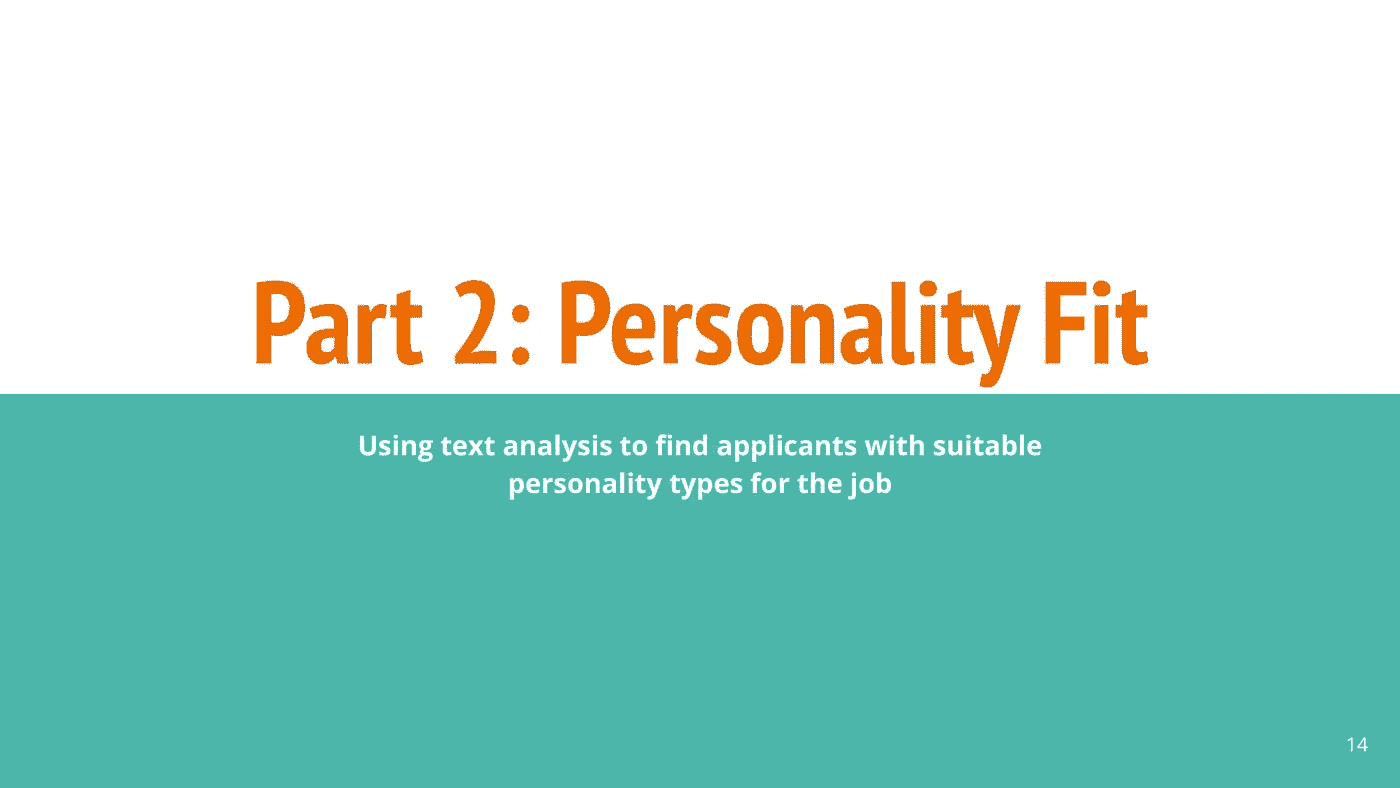 Part 2: Personality Fit
Using text analysis to find applicants with suitable
personality types for the job
14